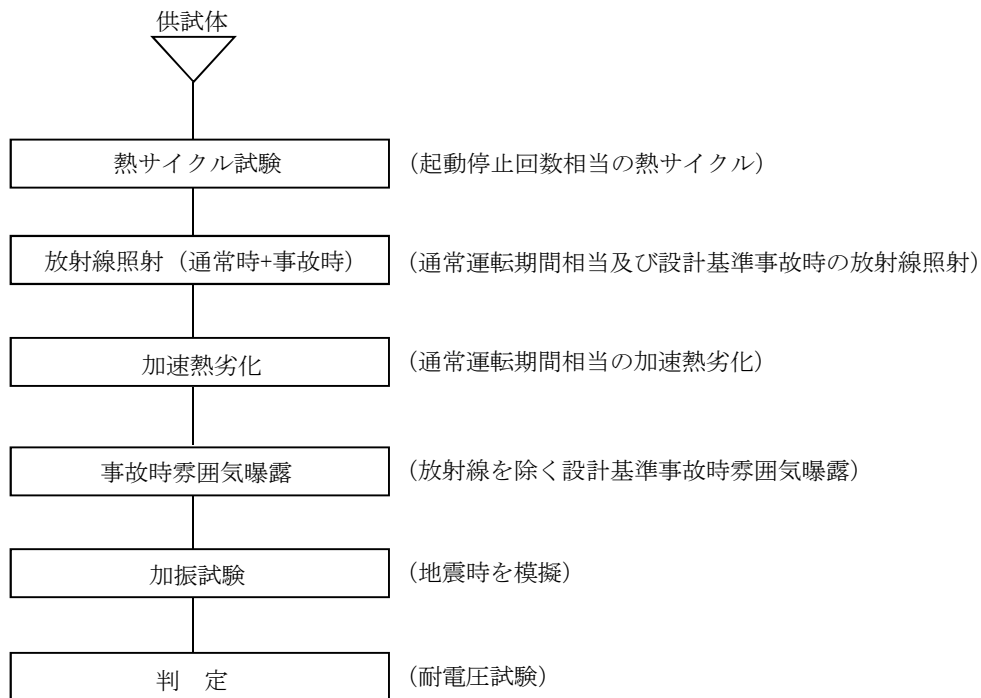 供試体
熱サイクル試験 (起動停止回数相当の熱サイクル)
放射線照射(通常時+事故時) (通常運転期間相当及び設計基準事故時の放射線照射)
加速熱劣化 (通常運転期間相当の加速熱劣化)
事故時雰囲気曝露 (放射線を除く設計基準事故時雰囲気曝露)
加振試験 (地震時を模擬)
判 定 (耐電圧試験)